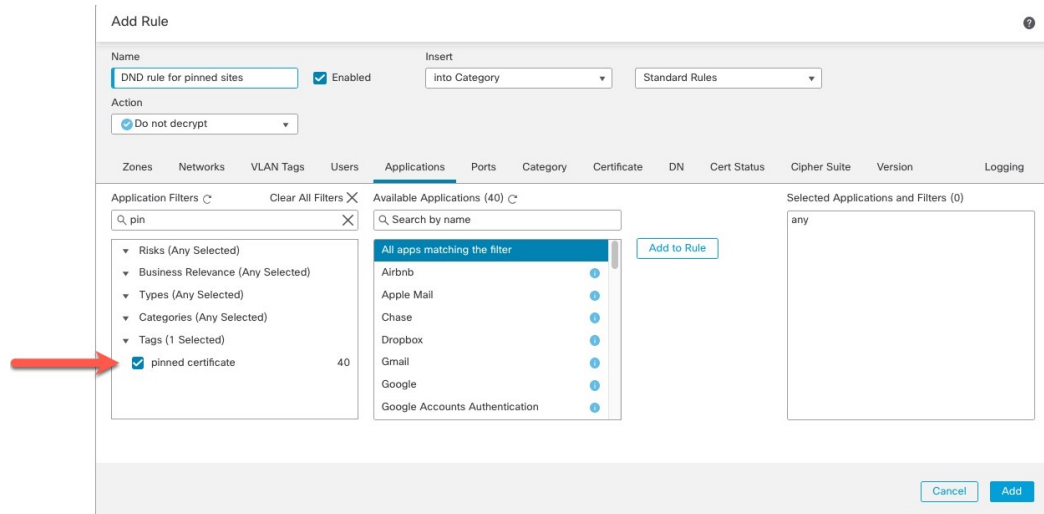 Add Rule
Name
Insert
DND rule for pinned sites
Enabled
into Category
Standard Rules
Action
Do not decrypt
Zones Networks VLAN Tags Users Applications Ports Category Certificate DN Cert Status Cipher Suite Version Logging
Application Filters Clear All Filters Available Applications (40) Selected Applications and Filters (0)
pin
Search by name
any
Risks (Any Selected)
Business Relevance (Any Selected)
Types (Any Selected)
Categories (Any Selected)
Tags (1 Selected)
pinned certificate 40
All apps matching the filter
Airbnb
Apple Mail
Chase
Dropbox
Gmail
Google
Google Accounts Authentication
Add to Rule
Cancel
Add